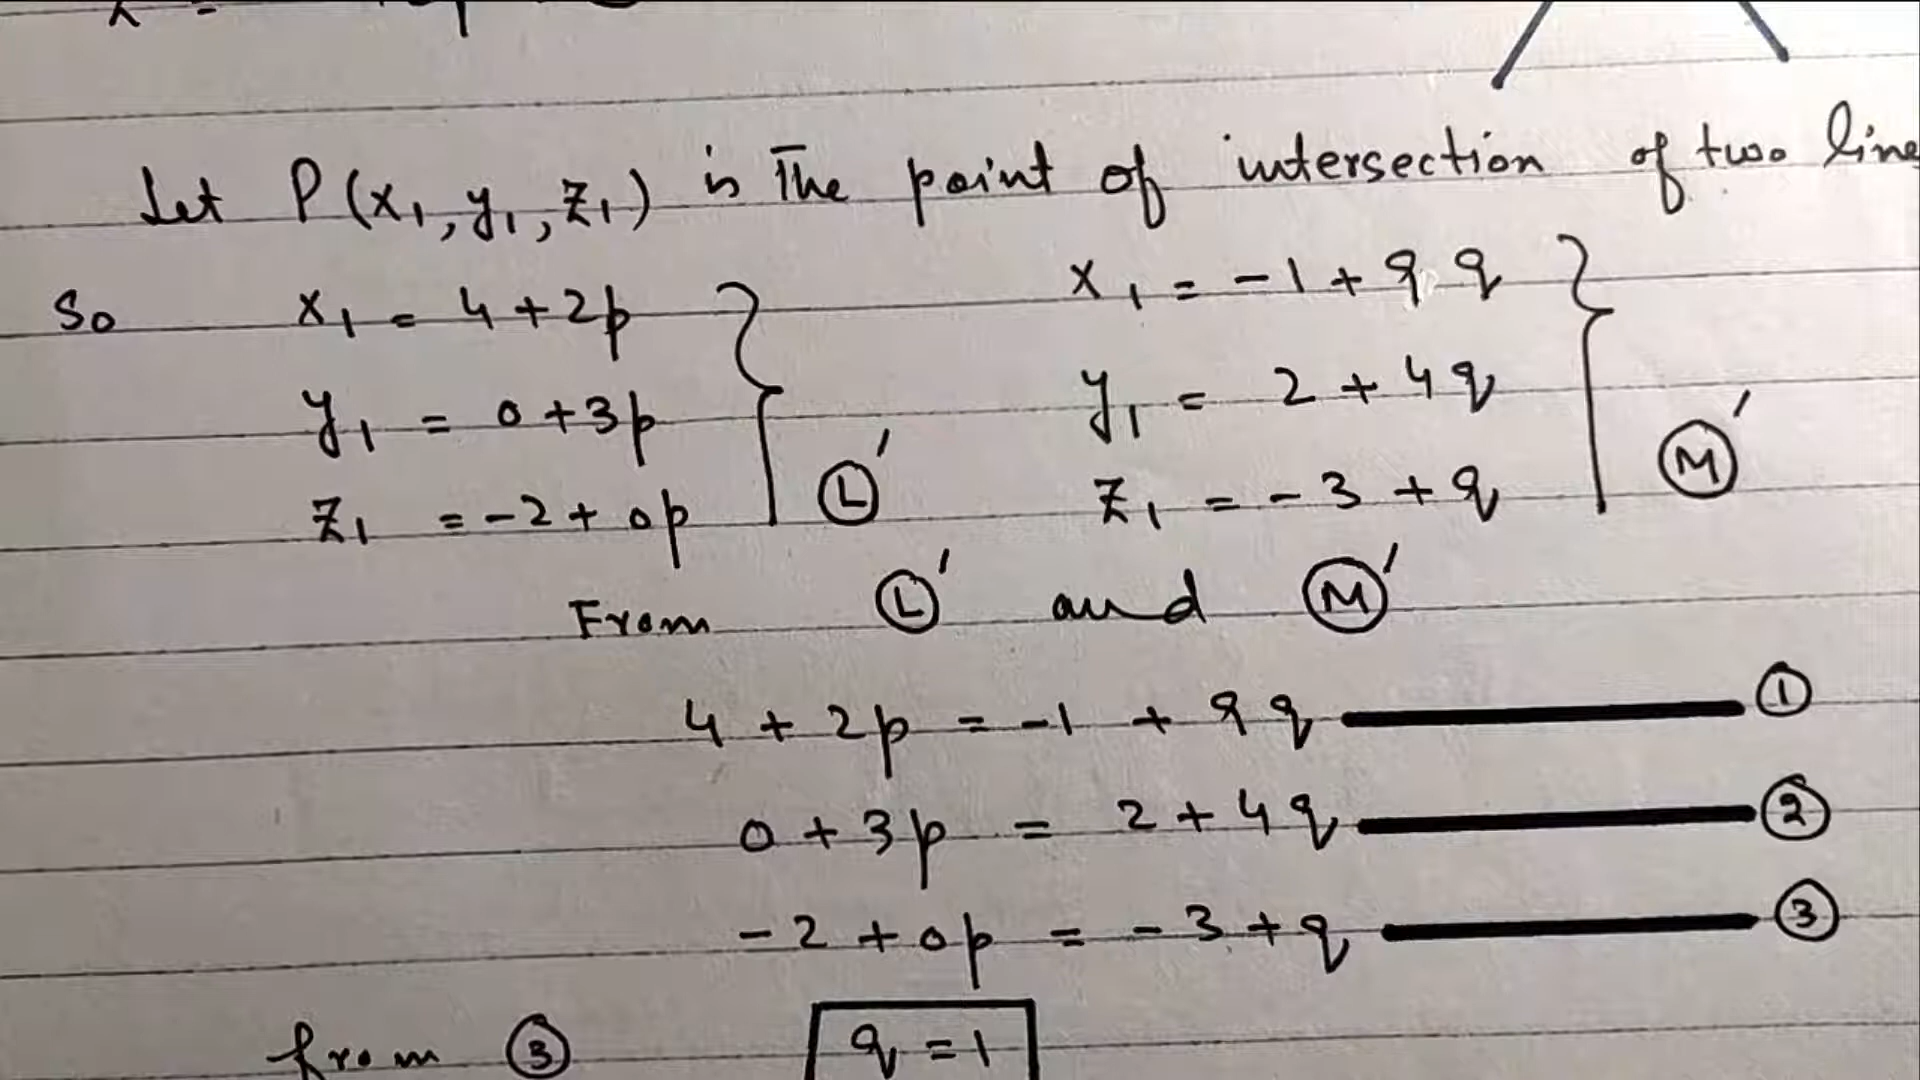 Let P(x₁, y₁, z₁) is The point of intersection of two line
So x₁ = 4 + 2p x₁ = -1 + 9q
y₁ = 0 + 3p y₁ = 2 + 4q
z₁ = -2 + 0p Ⓛ′ z₁ = -3 + q Ⓜ′
From Ⓛ′ and Ⓜ′
4 + 2p = -1 + 9q ①
0 + 3p = 2 + 4q ②
-2 + 0p = -3 + q ③
from ③ q = 1